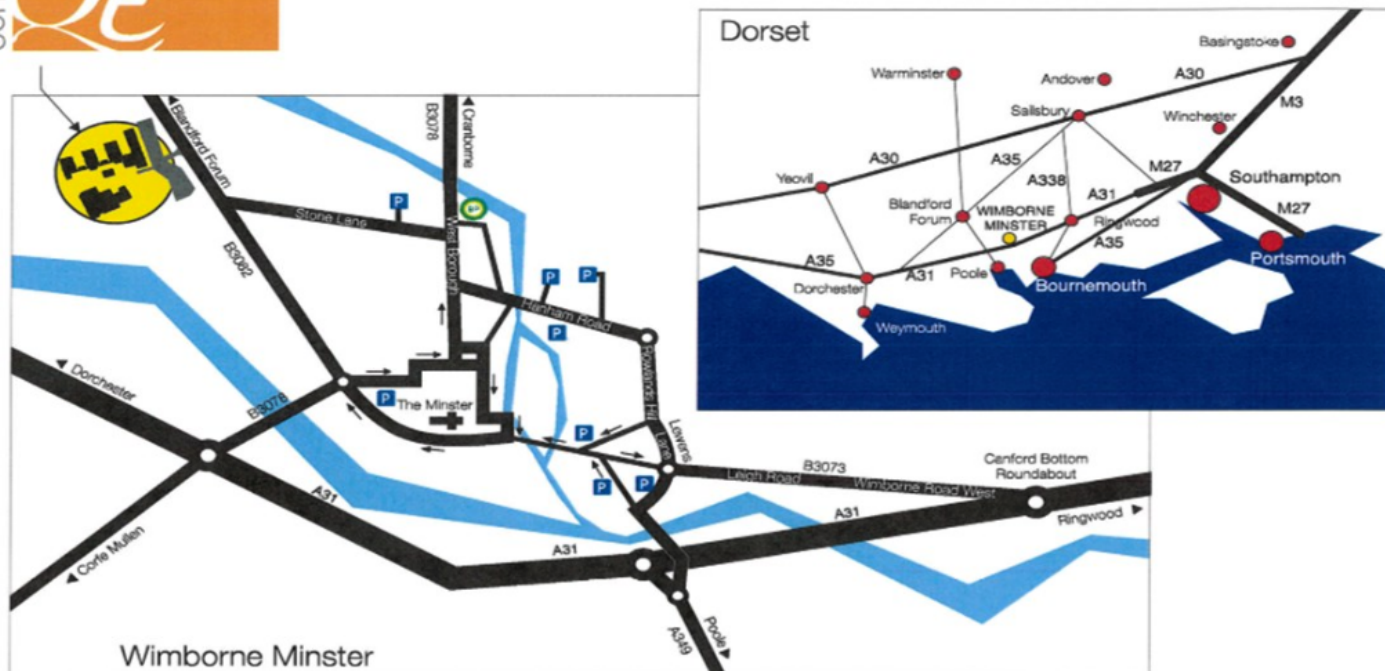 QE
Dorset
Basingstoke
Warminster
Andover
A30
Salisbury
M3
Winchester
A30
A35
M27
Yeovil
A338
Southampton
A31
Blandford
Forum
WIMBORNE
MINSTER
Ringwood
M27
A35
A35
Portsmouth
A31
Poole
Dorchester
Bournemouth
Weymouth
Blandford Forum
B3078
Cranborne
P
Stone Lane
West Borough
B3082
P
P
Hanham Road
P
Rowlands Hill
Dorchester
B3078
P
The Minster
P
Lewens
Lane
B3073
Canford Bottom
Roundabout
Leigh Road
Wimborne Road West
P
P
A31
A31
Ringwood
A31
Corfe Mullen
A349
Poole
Wimborne Minster